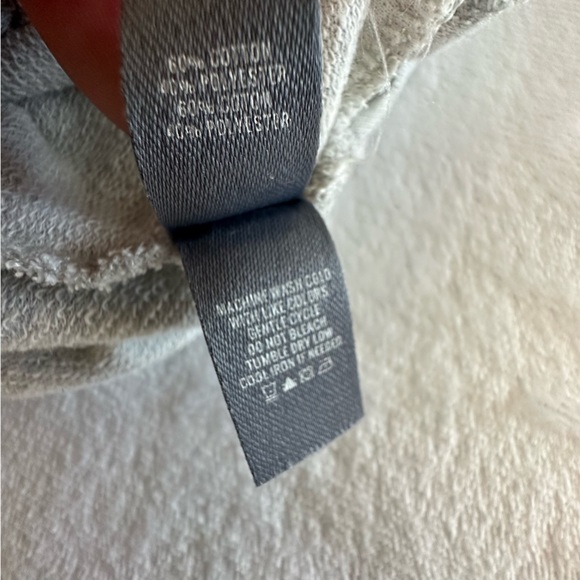 60% COTTON
40% POLYESTER
60% COTON
40% POLYESTER
MACHINE WASH COLD
WITH LIKE COLORS
GENTLE CYCLE
DO NOT BLEACH
TUMBLE DRY LOW
COOL IRON IF NEEDED